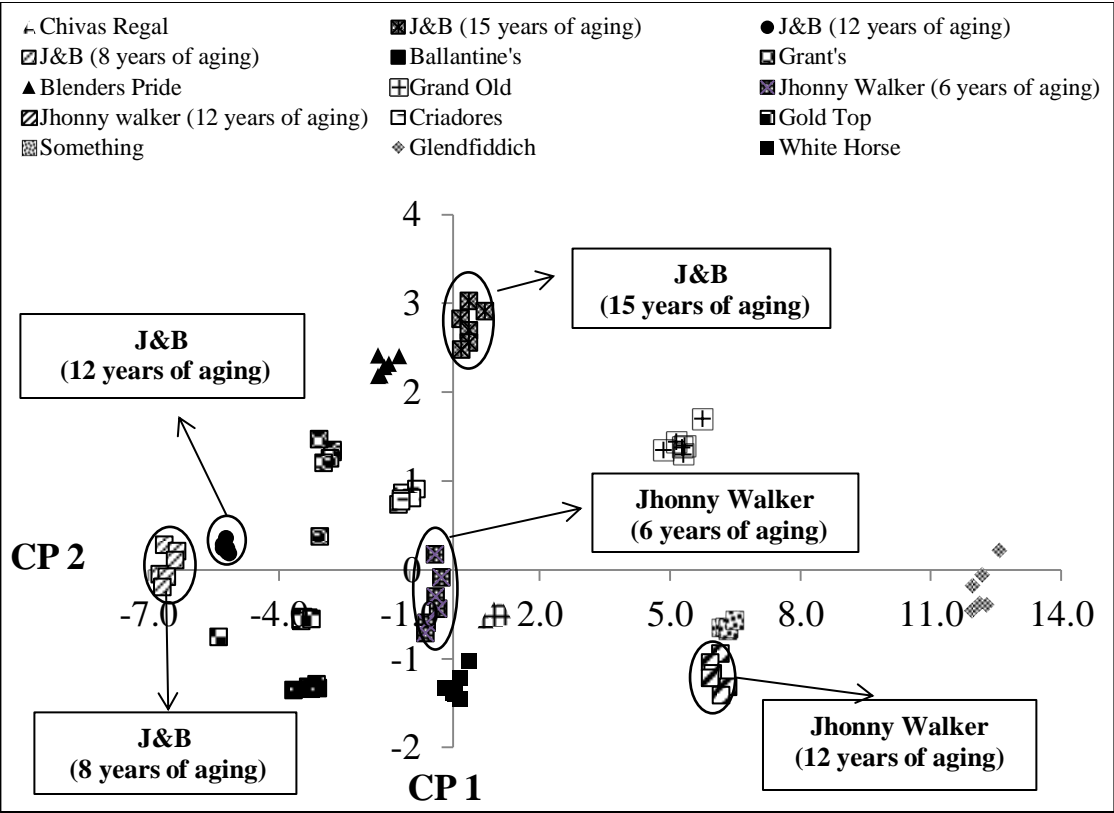 Chivas Regal
J&B (15 years of aging)
J&B (12 years of aging)
J&B (8 years of aging)
Ballantine's
Grant's
Blenders Pride
Grand Old
Jhonny Walker (6 years of aging)
Jhonny walker (12 years of aging)
Criadores
Gold Top
Something
Glendfiddich
White Horse
4
J&B
(15 years of aging)
3
J&B
(12 years of aging)
2
1
Jhonny Walker
(6 years of aging)
CP 2
0
-7.0 -4.0 -1.0 2.0 5.0 8.0 11.0 14.0
-1
J&B
(8 years of aging)
Jhonny Walker
(12 years of aging)
-2
CP 1